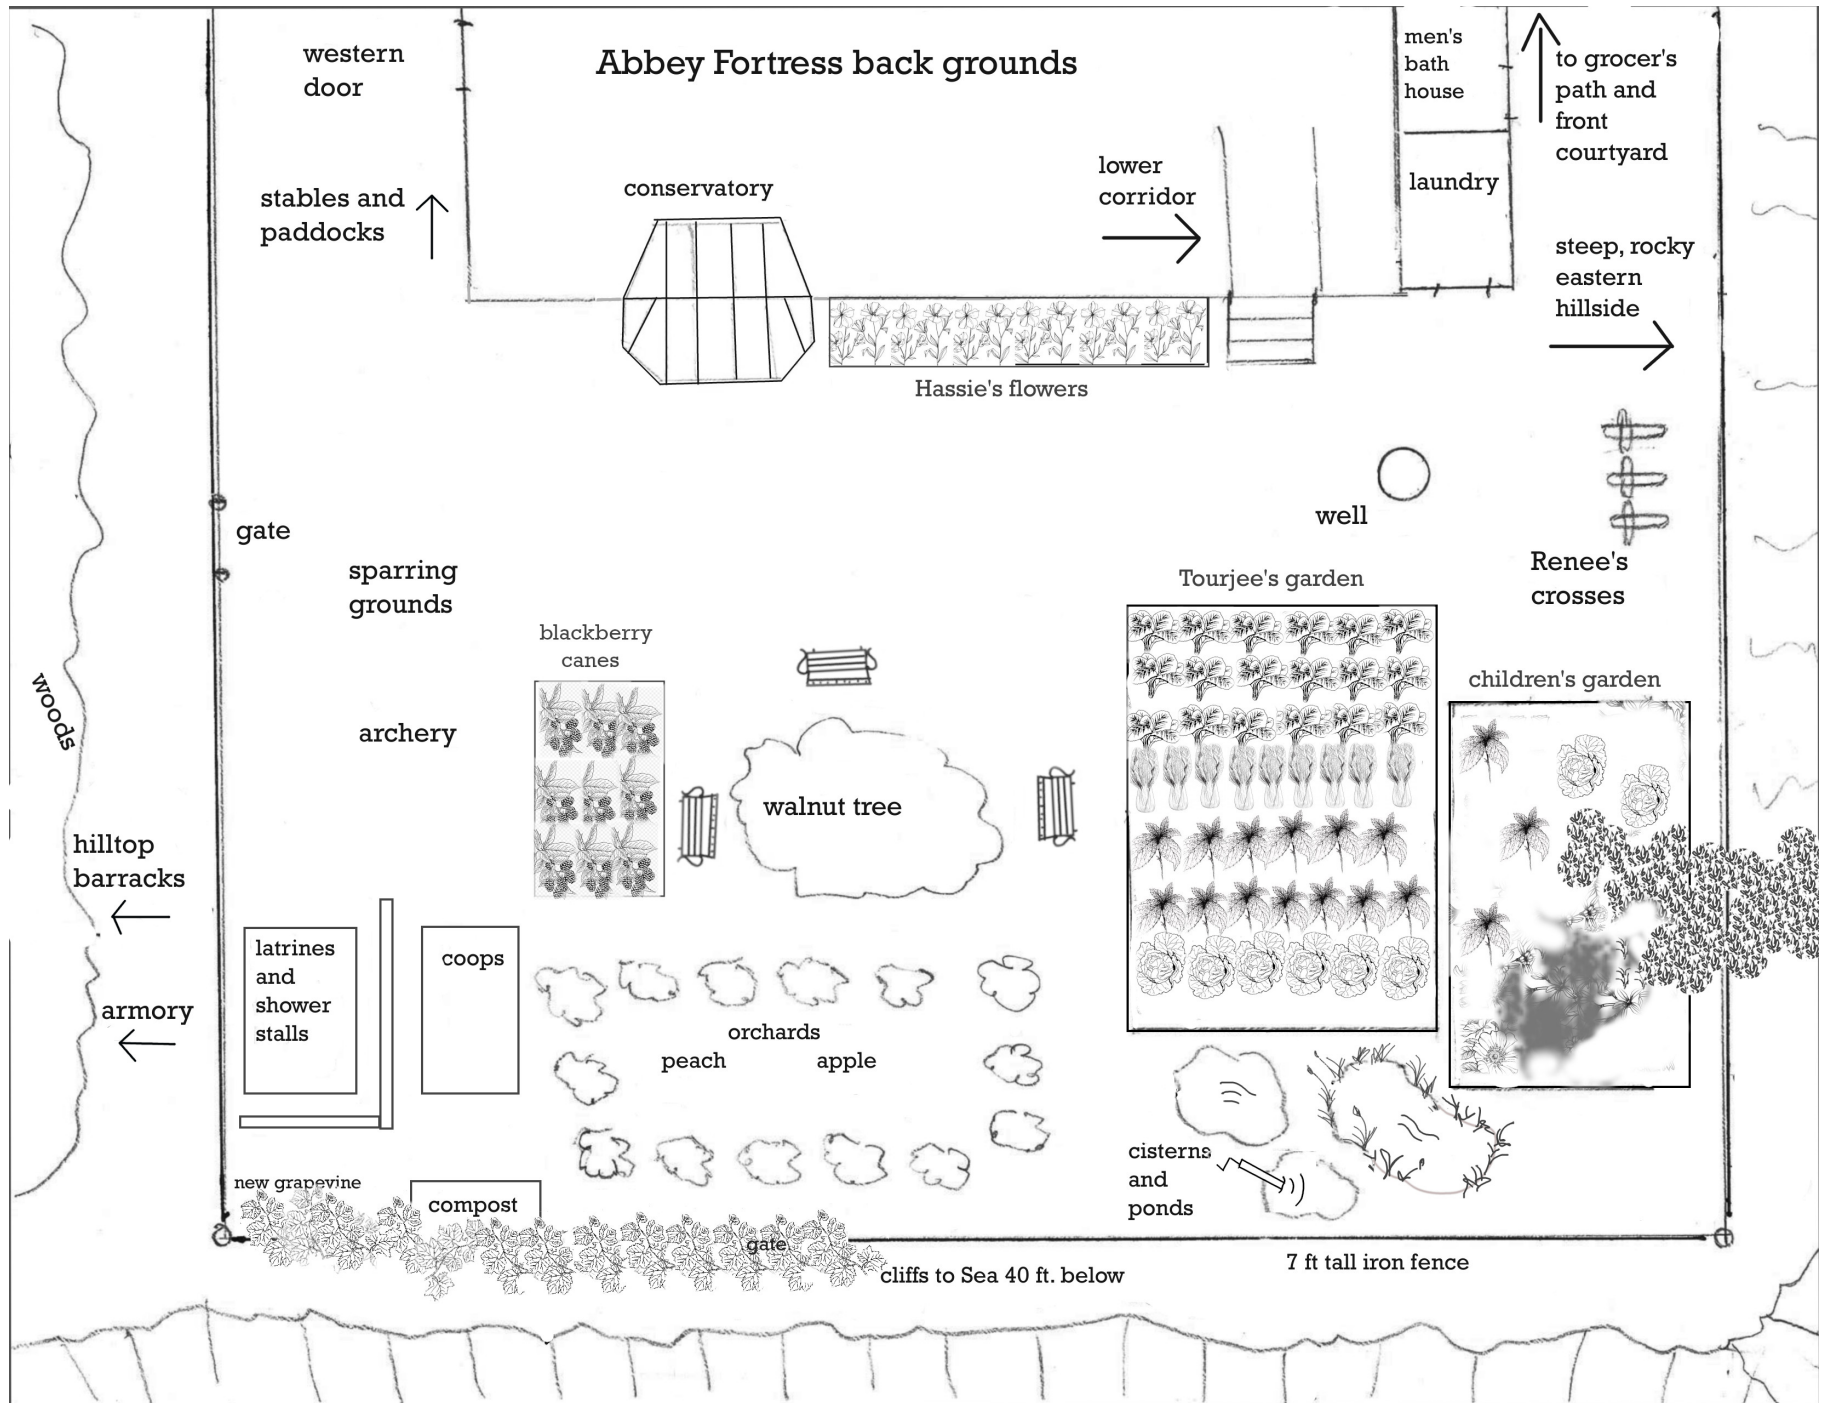 Abbey Fortress back grounds
western
door
men's
bath
house
to grocer's
path and
front
courtyard
stables and
paddocks
conservatory
lower
corridor
laundry
steep, rocky
eastern
hillside
Hassie's flowers
gate
well
sparring
grounds
Renee's
crosses
Tourjee's garden
blackberry
canes
children's garden
woods
archery
walnut tree
hilltop
barracks
latrines
and
shower
stalls
coops
armory
orchards
peach
apple
cisterns
and
ponds
new grapevine
compost
gate
cliffs to Sea 40 ft. below
7 ft tall iron fence